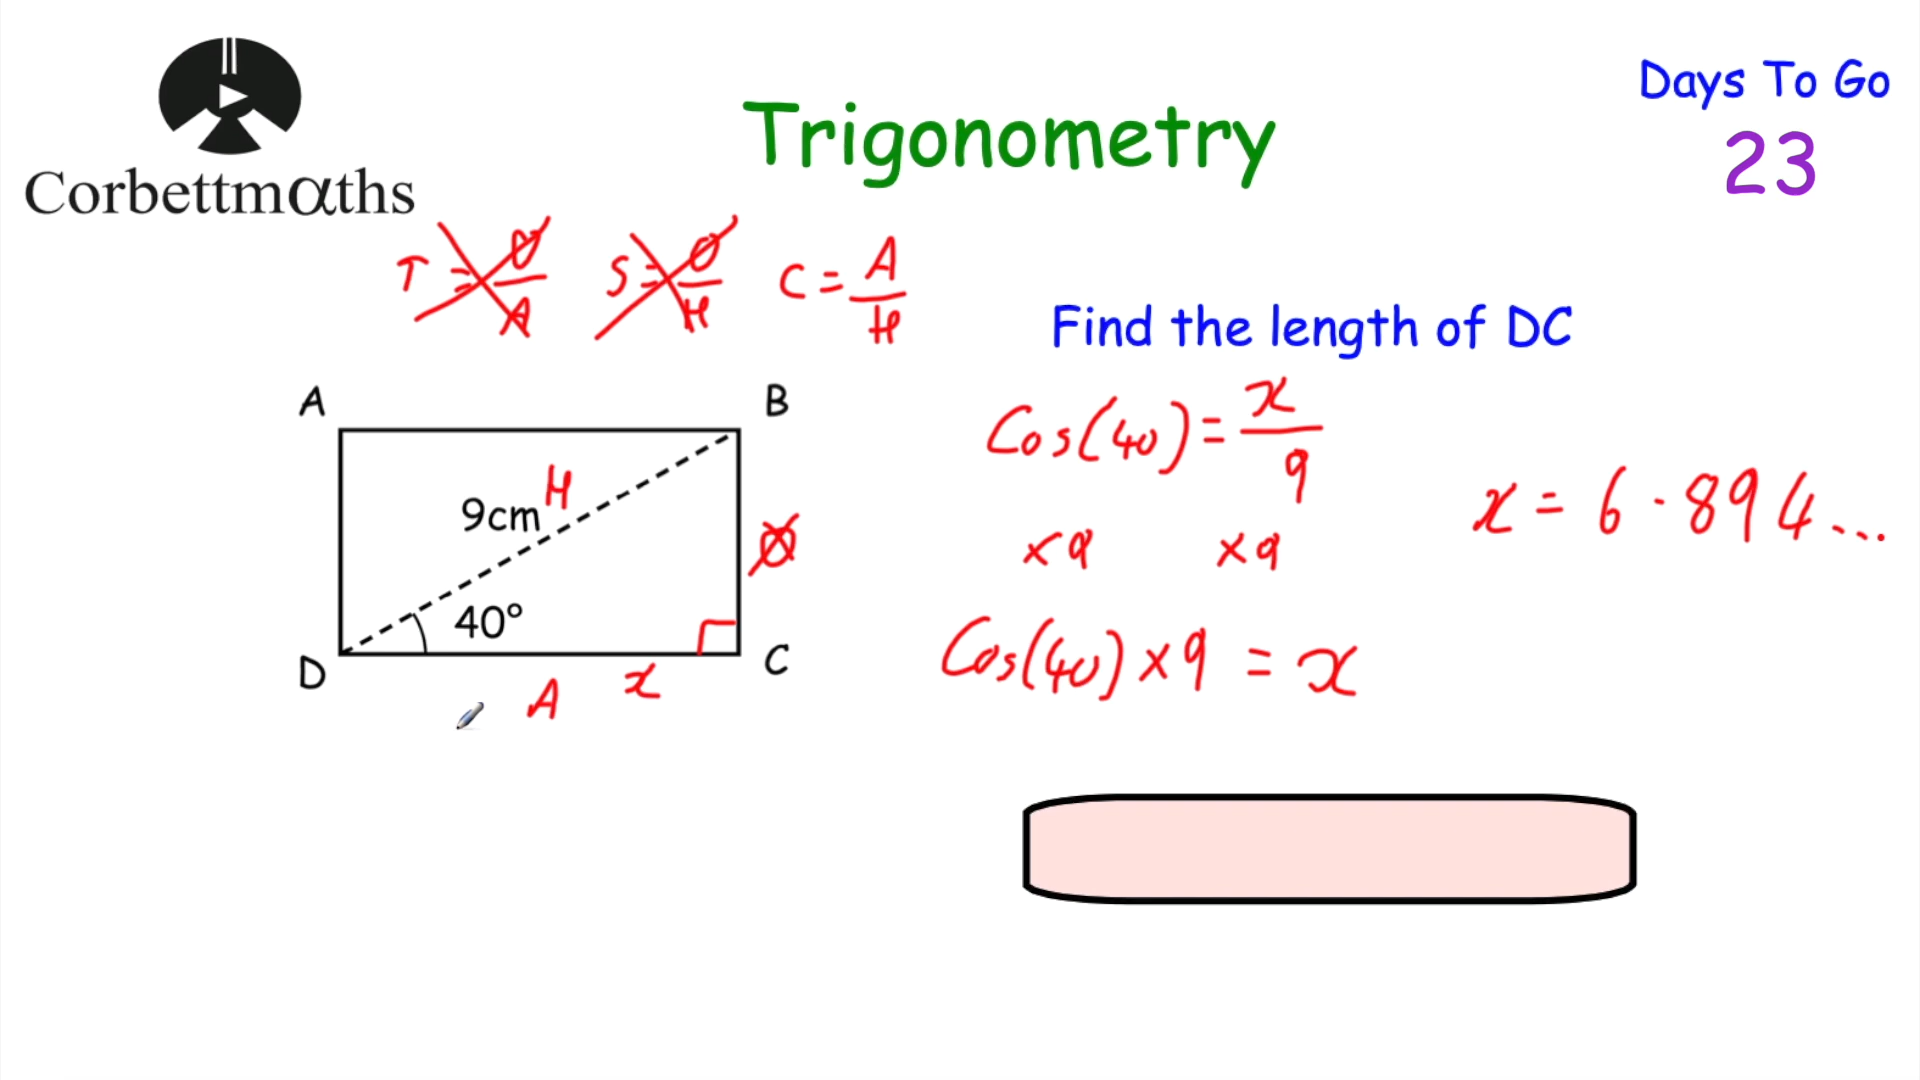 Corbettmαths
Trigonometry
Days To Go
23
T = O/A
S = O/H
C = A/H
Find the length of DC
A
B
9cm
H
O
40°
D
C
A
x
Cos(40) = x/9
×9 ×9
Cos(40) × 9 = x
x = 6.894...